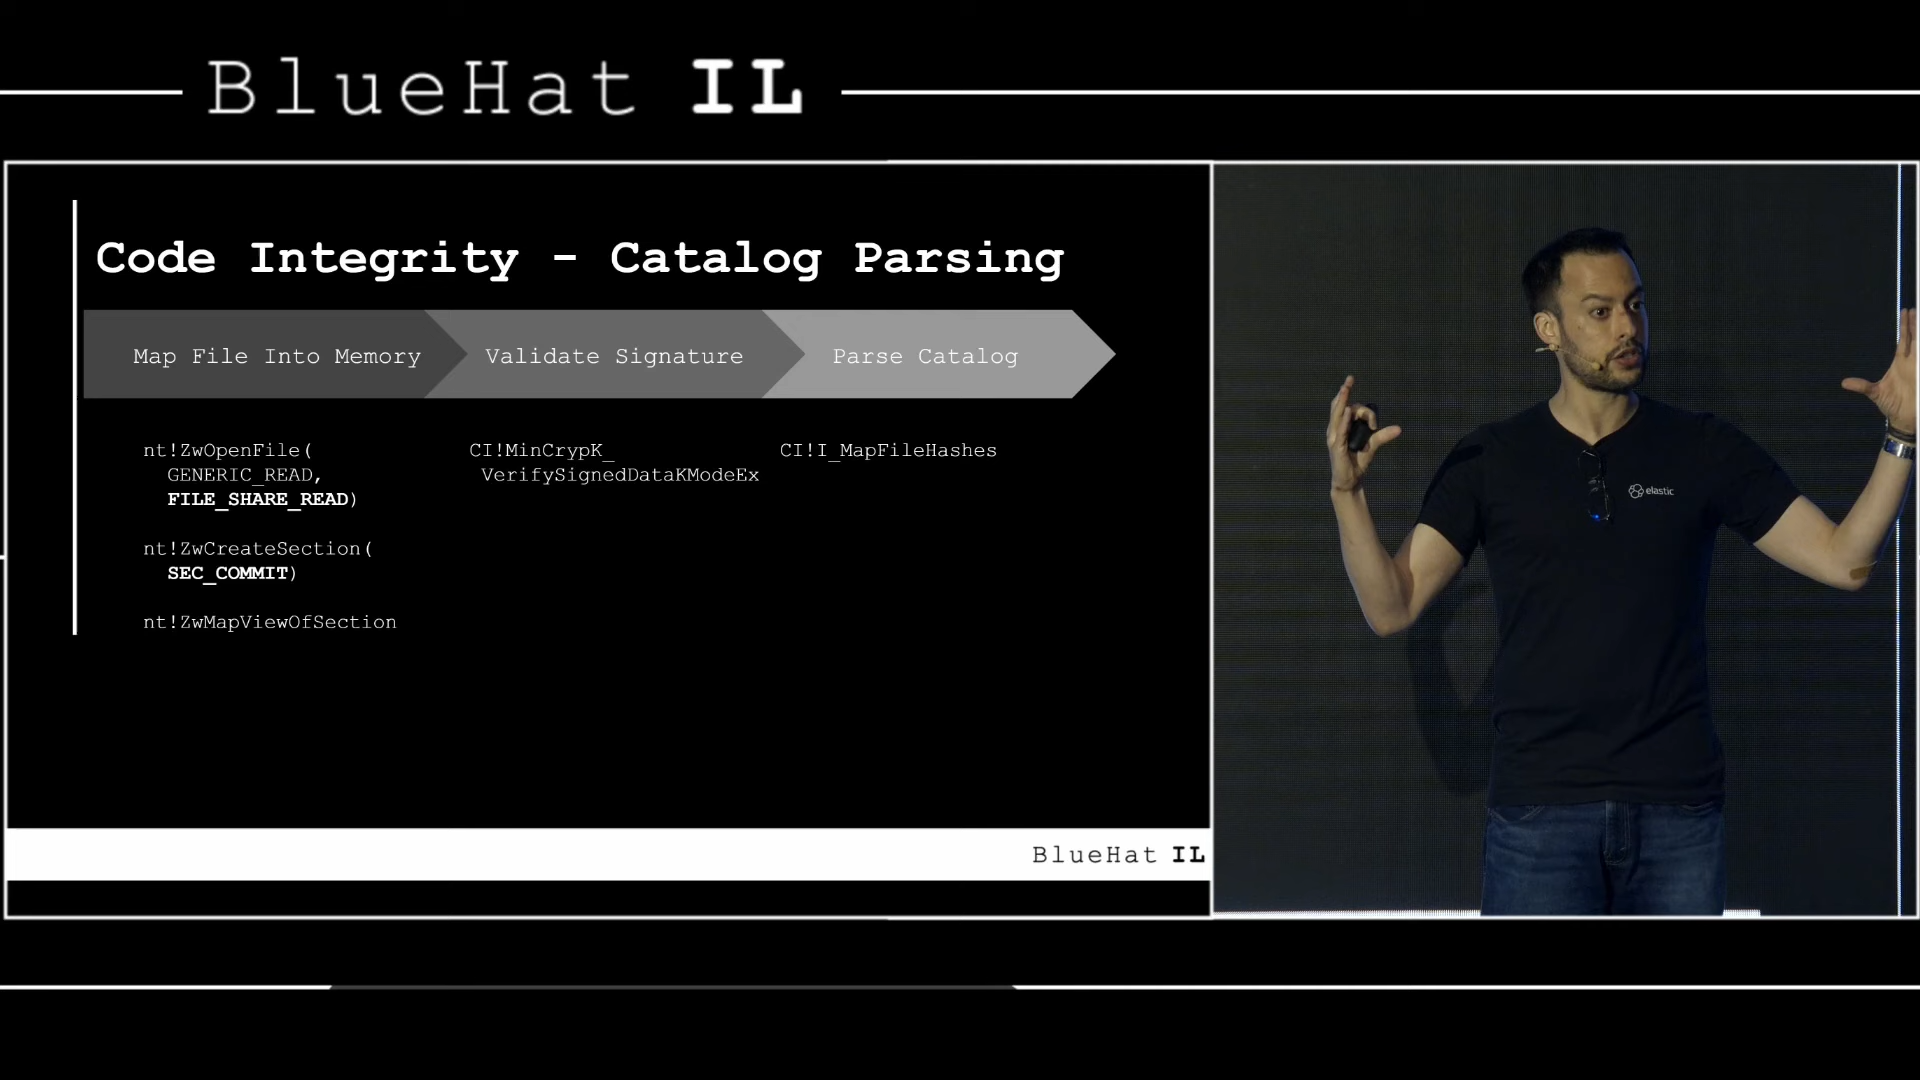 BlueHat IL
Code Integrity - Catalog Parsing
Map File Into Memory
Validate Signature
Parse Catalog
nt!ZwOpenFile(
GENERIC_READ,
FILE_SHARE_READ)
nt!ZwCreateSection(
SEC_COMMIT)
nt!ZwMapViewOfSection
CI!MinCrypK_
VerifySignedDataKModeEx
CI!I_MapFileHashes
elastic
BlueHat IL